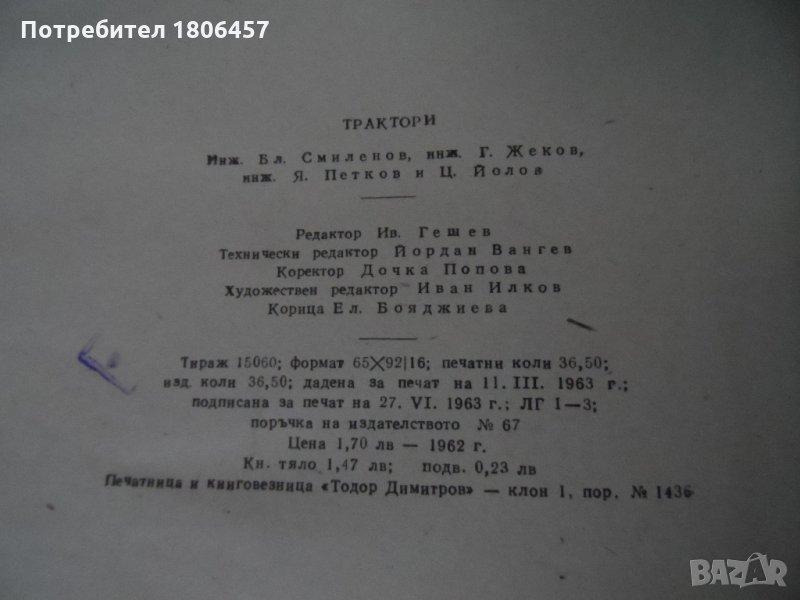 Потребител 1806457
ТРАКТОРИ
Инж. Бл. Смиленов, инж. Г. Жеков,
инж. Я. Петков и Ц. Йолов
Редактор Ив. Гешев
Технически редактор Йордан Вангев
Коректор Дочка Попова
Художествен редактор Иван Илков
Корица Ел. Бояджиева
Тираж 15060; формат 65X92|16; печатни коли 36,50;
изд. коли 36,50; дадена за печат на 11. III. 1963 г.;
подписана за печат на 27. VI. 1963 г.; ЛГ 1—3;
поръчка на издателството № 67
Цена 1,70 лв — 1962 г.
Кн. тяло 1,47 лв; подв. 0,23 лв
Печатница и книговезница «Тодор Димитров» — клон 1, пор. № 1436
BAZAR